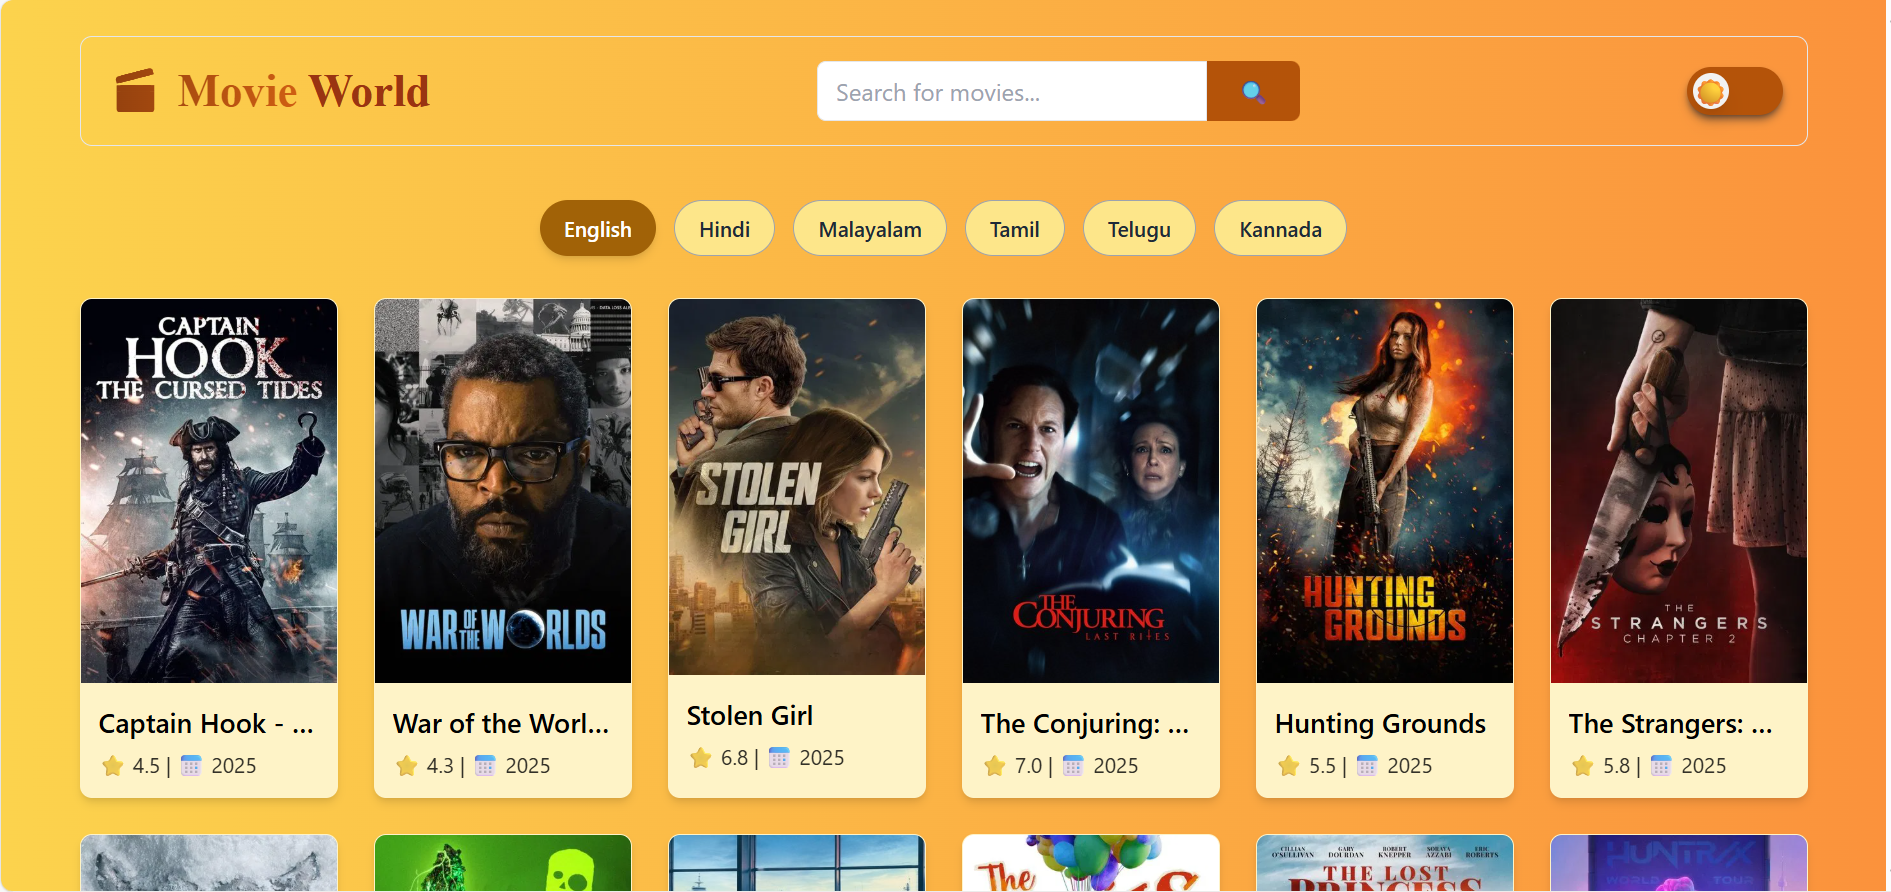 Movie World
Search for movies...
English
Hindi
Malayalam
Tamil
Telugu
Kannada
CAPTAIN
HOOK
THE CURSED TIDES
Captain Hook - ...
4.5 | 2025
WAR OF THE WORLDS
War of the Worl...
4.3 | 2025
STOLEN
GIRL
Stolen Girl
6.8 | 2025
THE
CONJURING
LAST RITES
The Conjuring: ...
7.0 | 2025
HUNTING
GROUNDS
Hunting Grounds
5.5 | 2025
THE
STRANGERS
CHAPTER 2
The Strangers: ...
5.8 | 2025
The
CILLIAN O'SULLIVAN
GARY DOURDAN
ROBERT KNEPPER
SORAYA AZZABI
ERIC ROBERTS
THE LOST
PRINCESS
HUNTR/X
WORLD TOUR